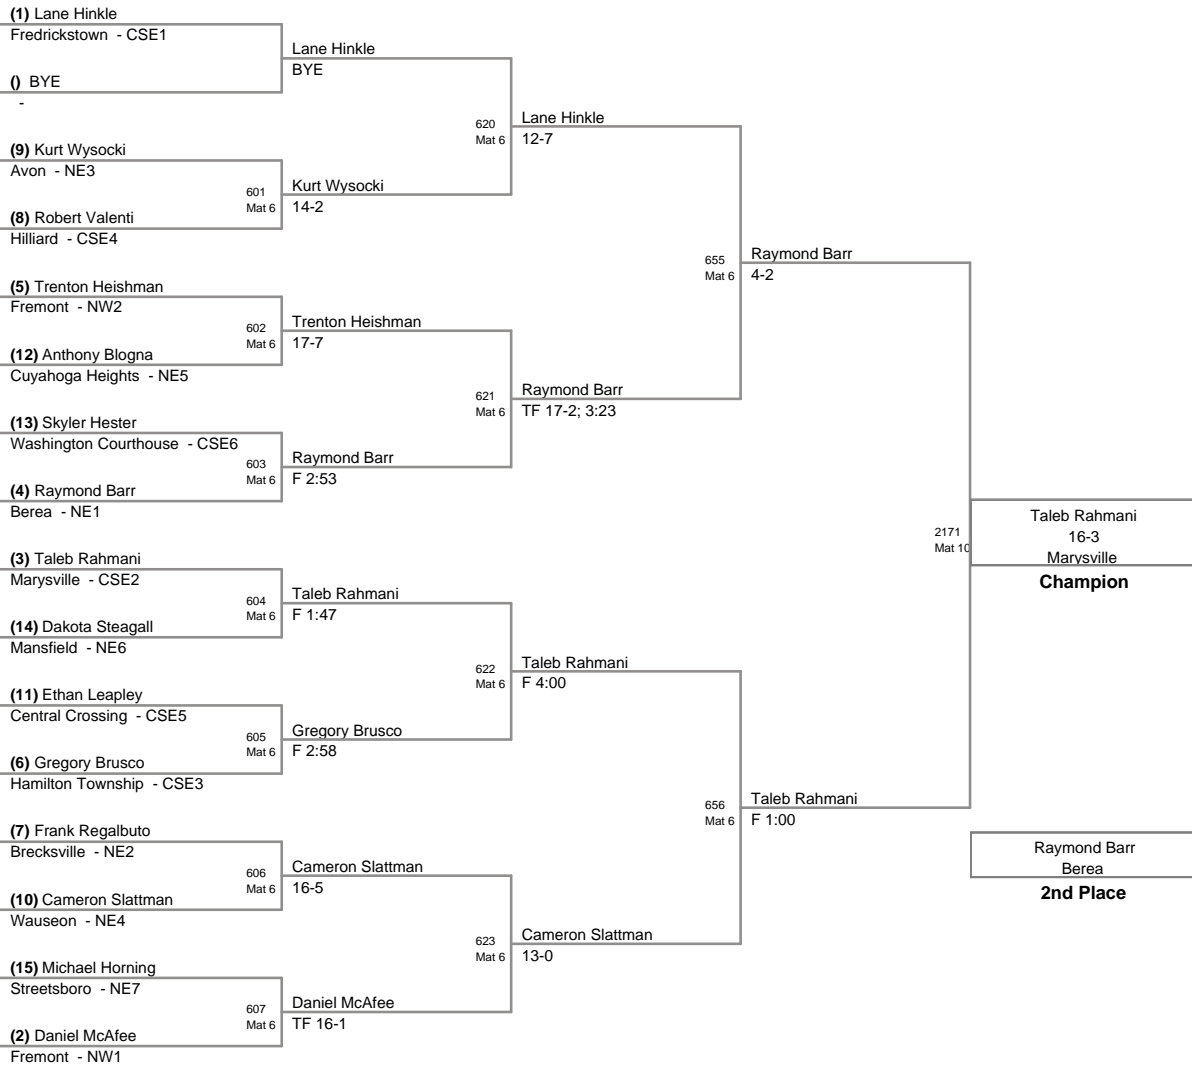 (1) Lane Hinkle
Fredrickstown - CSE1
Lane Hinkle
BYE
() BYE
-
620
Mat 6
Lane Hinkle
12-7
(9) Kurt Wysocki
Avon - NE3
601
Mat 6
Kurt Wysocki
14-2
(8) Robert Valenti
Hilliard - CSE4
655
Mat 6
Raymond Barr
4-2
(5) Trenton Heishman
Fremont - NW2
602
Mat 6
Trenton Heishman
17-7
(12) Anthony Blogna
Cuyahoga Heights - NE5
621
Mat 6
Raymond Barr
TF 17-2; 3:23
(13) Skyler Hester
Washington Courthouse - CSE6
603
Mat 6
Raymond Barr
F 2:53
(4) Raymond Barr
Berea - NE1
2171
Mat 10
Taleb Rahmani
16-3
Marysville
Champion
(3) Taleb Rahmani
Marysville - CSE2
604
Mat 6
Taleb Rahmani
F 1:47
(14) Dakota Steagall
Mansfield - NE6
622
Mat 6
Taleb Rahmani
F 4:00
(11) Ethan Leapley
Central Crossing - CSE5
605
Mat 6
Gregory Brusco
F 2:58
(6) Gregory Brusco
Hamilton Township - CSE3
656
Mat 6
Taleb Rahmani
F 1:00
(7) Frank Regalbuto
Brecksville - NE2
606
Mat 6
Cameron Slattman
16-5
Raymond Barr
Berea
2nd Place
(10) Cameron Slattman
Wauseon - NE4
623
Mat 6
Cameron Slattman
13-0
(15) Michael Horning
Streetsboro - NE7
607
Mat 6
Daniel McAfee
TF 16-1
(2) Daniel McAfee
Fremont - NW1